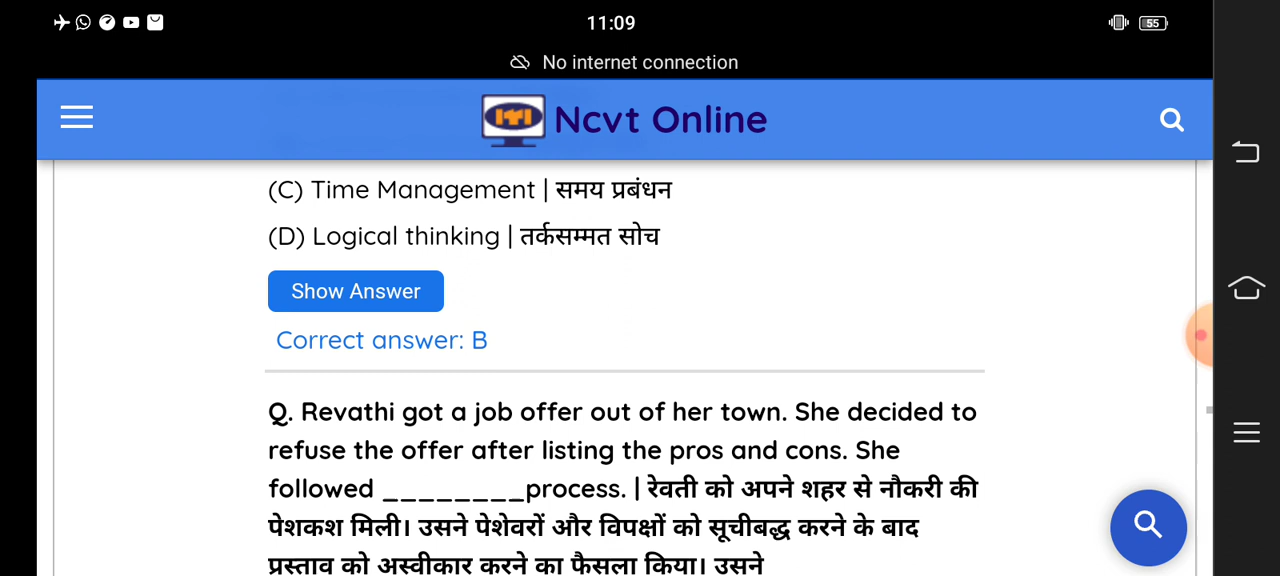 11:09
55
No internet connection
ITI Ncvt Online
(C) Time Management | समय प्रबंधन
(D) Logical thinking | तर्कसम्मत सोच
Show Answer
Correct answer: B
Q. Revathi got a job offer out of her town. She decided to
refuse the offer after listing the pros and cons. She
followed ________process. | रेवती को अपने शहर से नौकरी की
पेशकश मिली। उसने पेशेवरों और विपक्षों को सूचीबद्ध करने के बाद
प्रस्ताव को अस्वीकार करने का फैसला किया। उसने